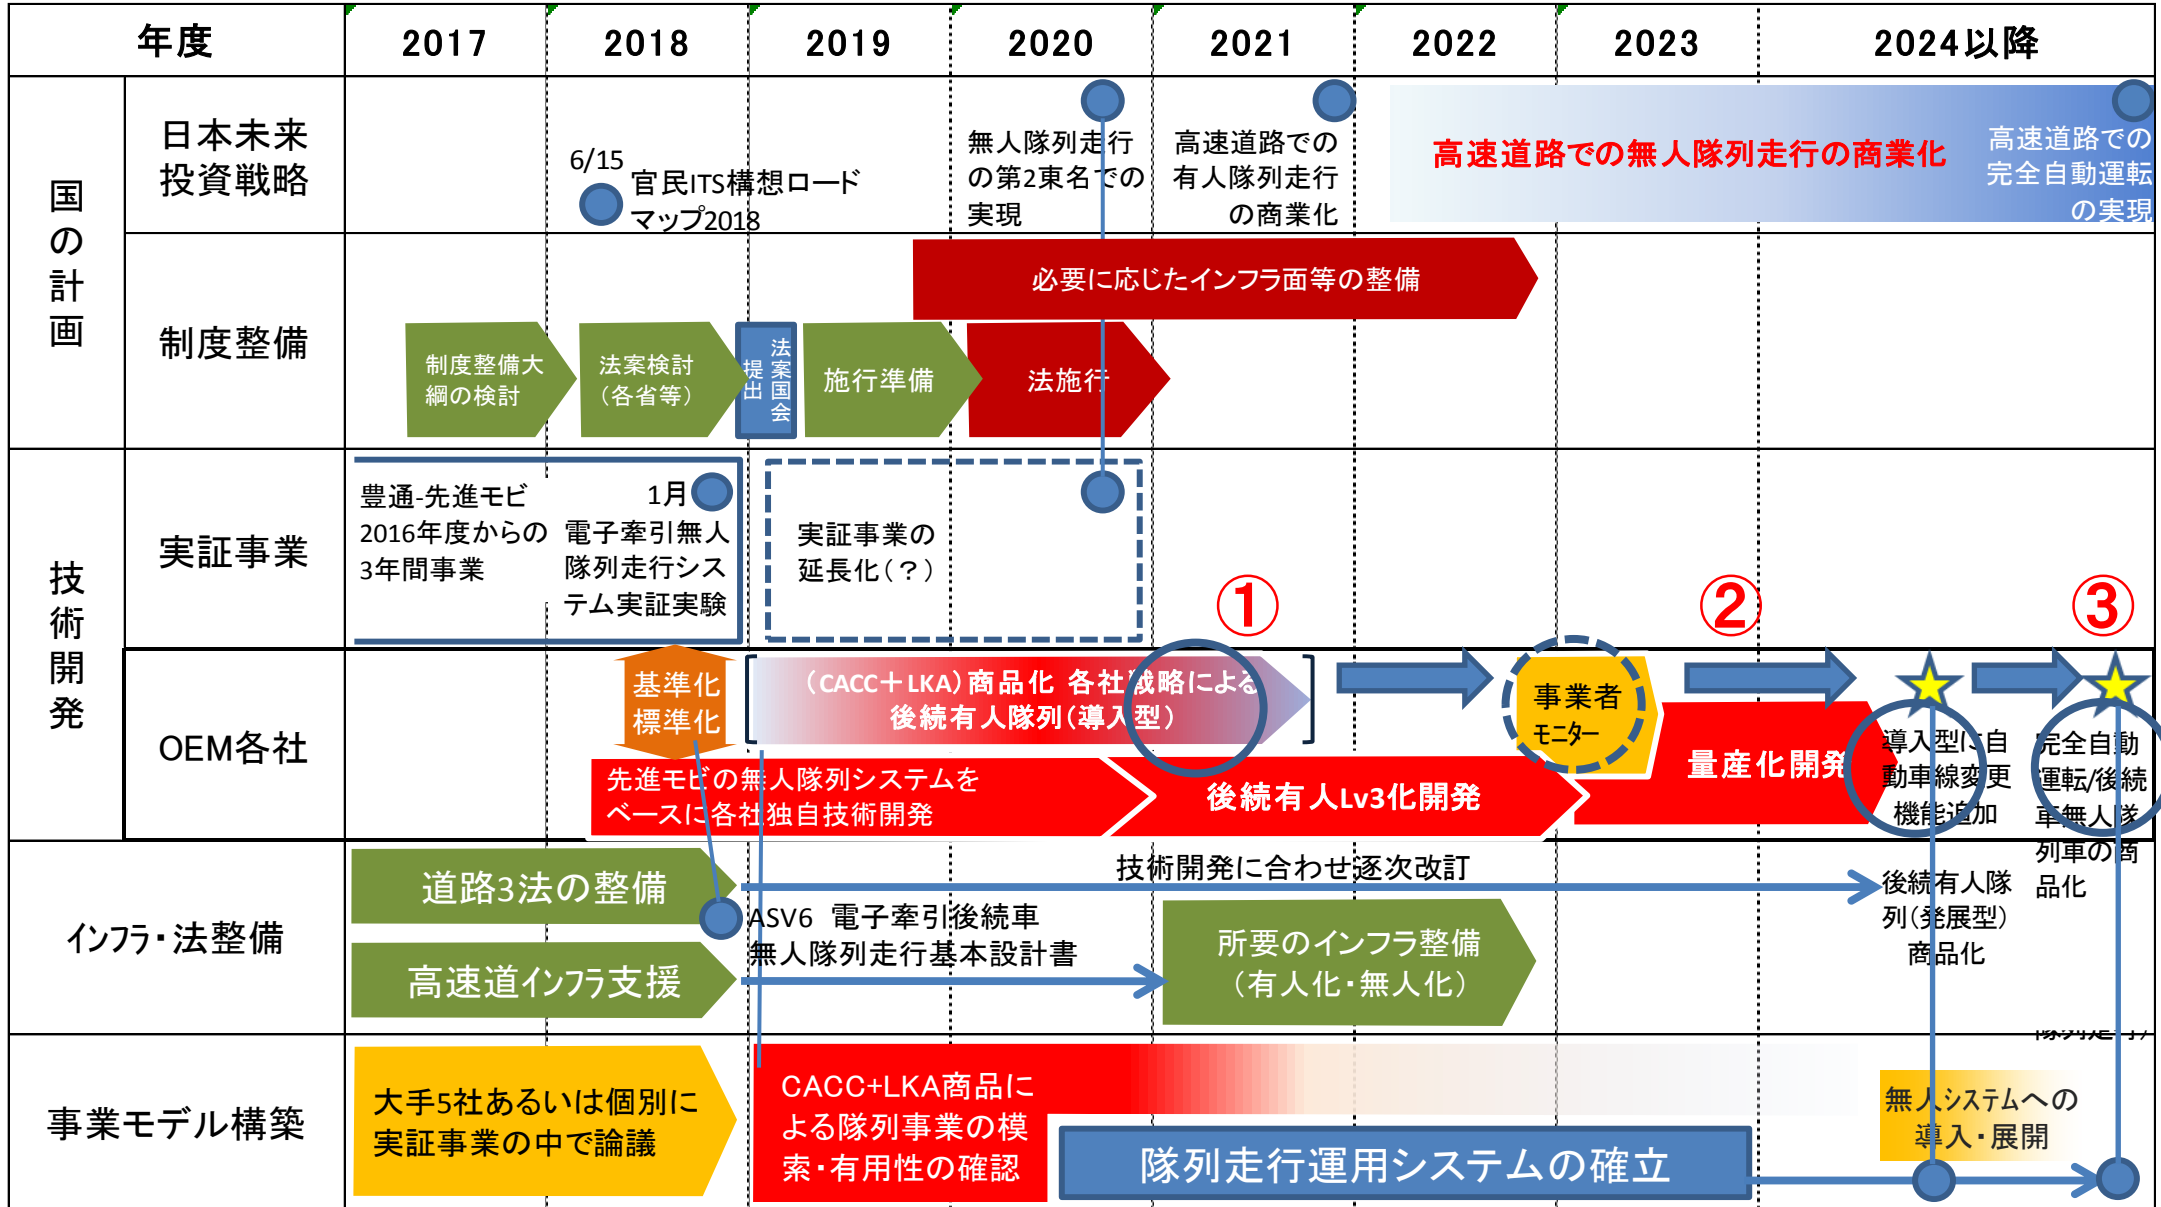 年度
2017
2018
2019
2020
2021
2022
2023
2024以降
国の計画
日本未来
投資戦略
6/15
官民ITS構想ロード
マップ2018
無人隊列走行
の第2東名での
実現
高速道路での
有人隊列走行
の商業化
高速道路での無人隊列走行の商業化
高速道路での
完全自動運転
の実現
制度整備
必要に応じたインフラ面等の整備
制度整備大
綱の検討
法案検討
（各省等）
法案国会
提出
施行準備
法施行
技術開発
実証事業
豊通-先進モビ
2016年度からの
3年間事業
1月
電子牽引無人
隊列走行シス
テム実証実験
実証事業の
延長化（？）
①
②
③
OEM各社
基準化
標準化
（CACC＋LKA）商品化 各社戦略による
後続有人隊列（導入型）
事業者
モニター
先進モビの無人隊列システムを
ベースに各社独自技術開発
後続有人Lv3化開発
量産化開発
導入型に自
動車線変更
機能追加
後続有人隊
列（発展型）
商品化
完全自動
運転/後続
車無人隊
列車の商
品化
インフラ・法整備
道路3法の整備
技術開発に合わせ逐次改訂
ASV6 電子牽引後続車
無人隊列走行基本設計書
高速道インフラ支援
所要のインフラ整備
（有人化・無人化）
事業モデル構築
大手5社あるいは個別に
実証事業の中で論議
CACC+LKA商品に
よる隊列事業の模
索・有用性の確認
隊列走行運用システムの確立
無人システムへの
導入・展開